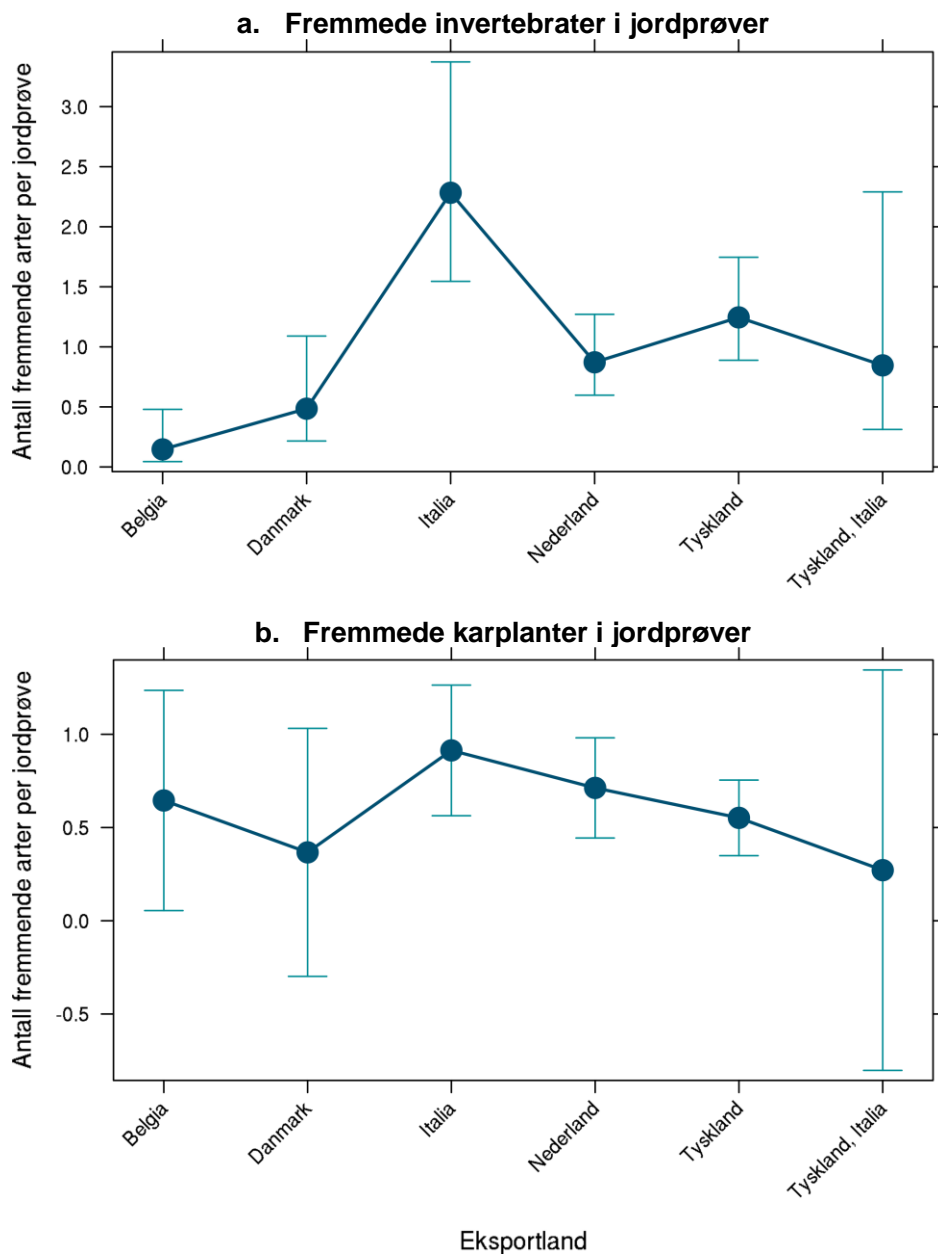 a. Fremmede invertebrater i jordprøver
Antall fremmende arter per jordprøve
3.0
2.5
2.0
1.5
1.0
0.5
0.0
Belgia
Danmark
Italia
Nederland
Tyskland
Tyskland, Italia
b. Fremmede karplanter i jordprøver
Antall fremmende arter per jordprøve
1.0
0.5
0.0
-0.5
Belgia
Danmark
Italia
Nederland
Tyskland
Tyskland, Italia
Eksportland